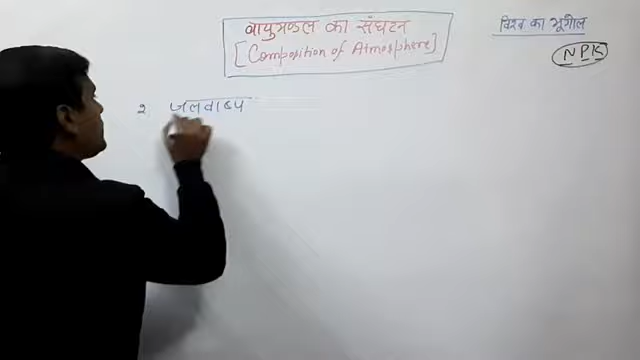 वायुमण्डल का संघटन
[Composition of Atmosphere]
विश्व का भूगोल
NPK
2 जलवाष्प